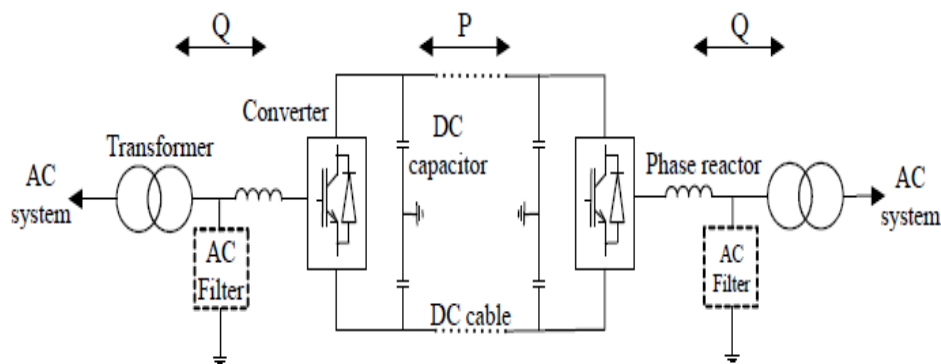 Q
P
Q
Converter
Transformer
DC
capacitor
Phase reactor
AC
system
AC
system
AC
Filter
AC
Filter
DC cable